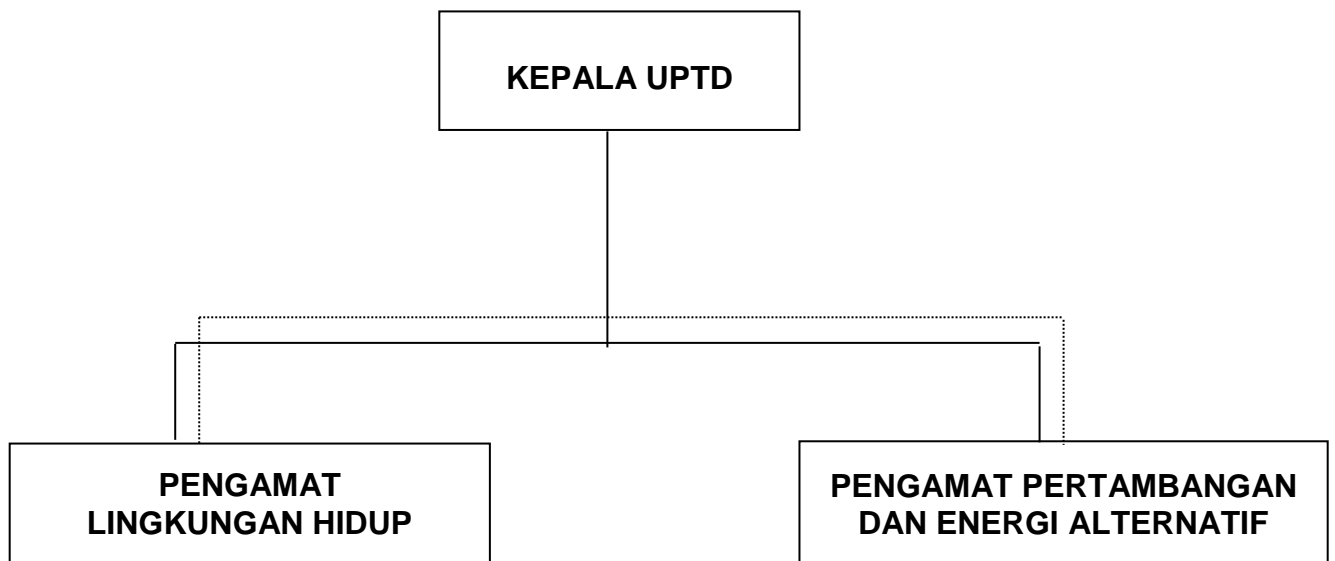 KEPALA UPTD
PENGAMAT
LINGKUNGAN HIDUP
PENGAMAT PERTAMBANGAN
DAN ENERGI ALTERNATIF